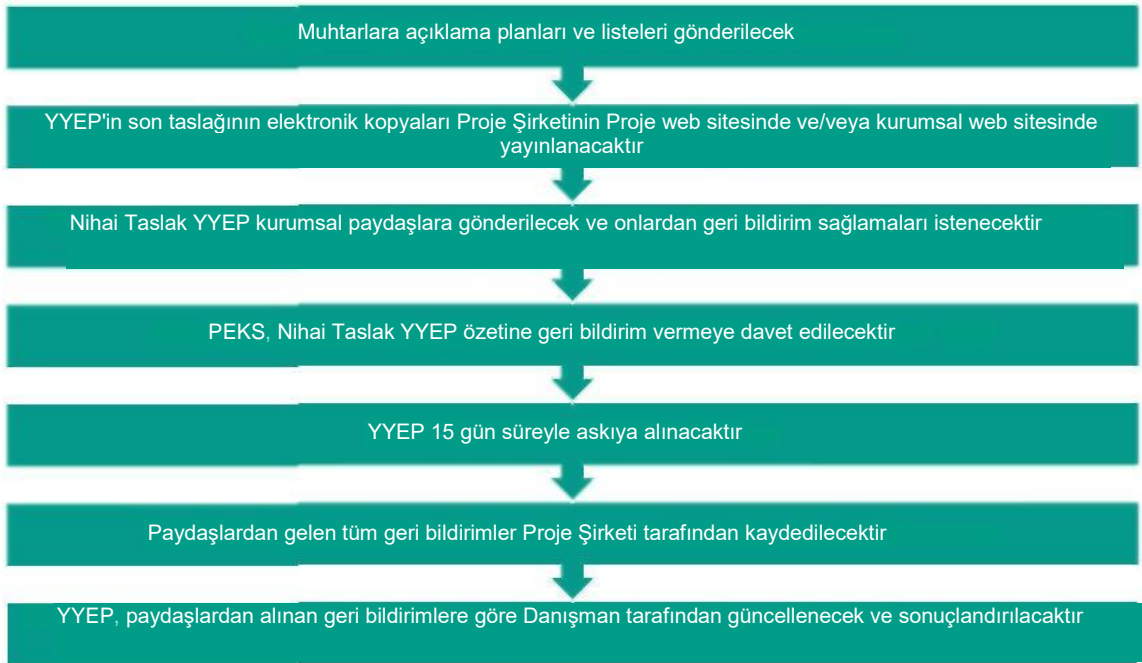 Muhtarlara açıklama planları ve listeleri gönderilecek
YYEP'in son taslağının elektronik kopyaları Proje Şirketinin Proje web sitesinde ve/veya kurumsal web sitesinde
yayınlanacaktır
Nihai Taslak YYEP kurumsal paydaşlara gönderilecek ve onlardan geri bildirim sağlamaları istenecektir
PEKS, Nihai Taslak YYEP özetine geri bildirim vermeye davet edilecektir
YYEP 15 gün süreyle askıya alınacaktır
Paydaşlardan gelen tüm geri bildirimler Proje Şirketi tarafından kaydedilecektir
YYEP, paydaşlardan alınan geri bildirimlere göre Danışman tarafından güncellenecek ve sonuçlandırılacaktır